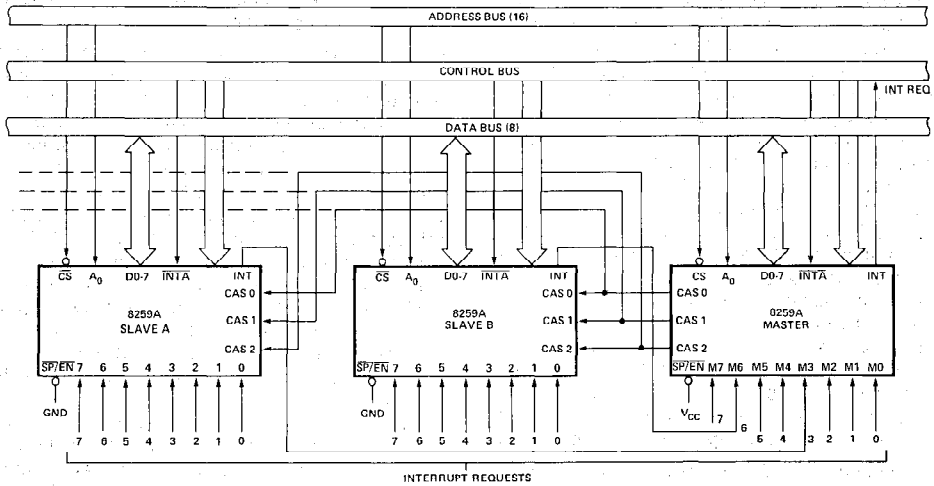 ADDRESS BUS (16)
CONTROL BUS
INT REQ
DATA BUS (8)
CS A0 D0-7 INTA INT
8259A
SLAVE A
CAS 0
CAS 1
CAS 2
SP/EN 7 6 5 4 3 2 1 0
GND
7 6 5 4 3 2 1 0
CS A0 D0-7 INTA INT
8259A
SLAVE B
CAS 0
CAS 1
CAS 2
SP/EN 7 6 5 4 3 2 1 0
GND
7 6 5 4 3 2 1 0
CS A0 D0-7 INTA INT
CAS 0
CAS 1
CAS 2
8259A
MASTER
SP/EN M7 M6 M5 M4 M3 M2 M1 M0
VCC
7 6 5 4 3 2 1 0
INTERRUPT REQUESTS